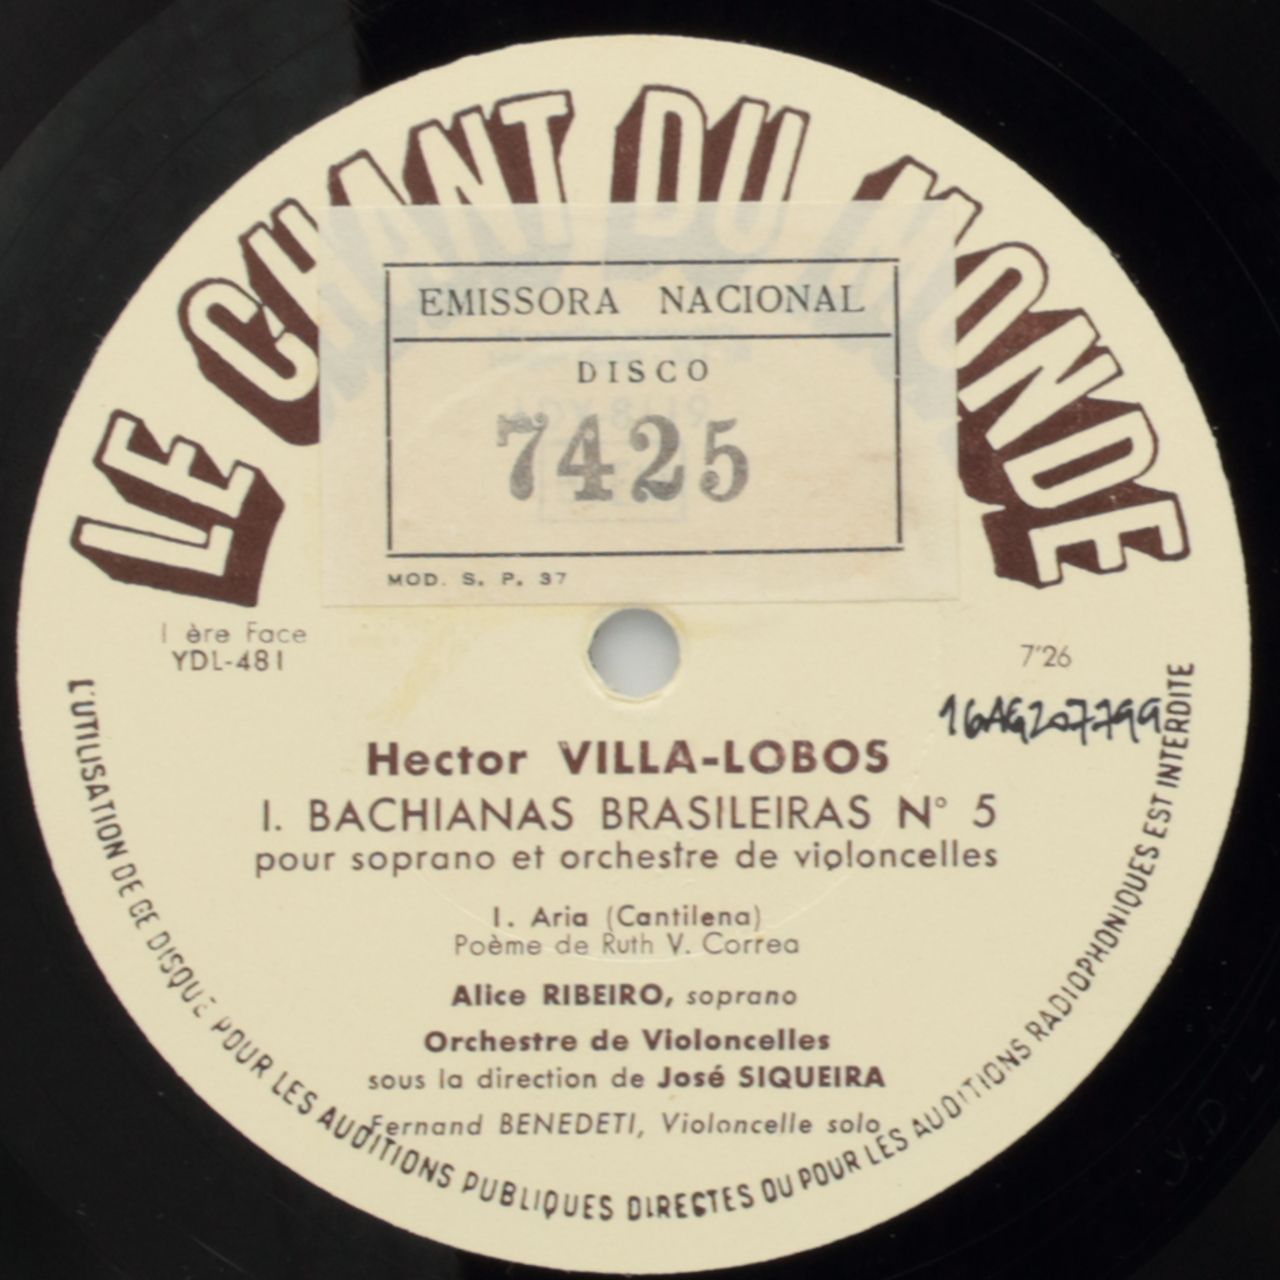 LE CHANT DU MONDE
EMISSORA NACIONAL
DISCO
7425
MOD. S. P. 37
1 ère Face
YDL-481
7'26
16AG207799
Hector VILLA-LOBOS
I. BACHIANAS BRASILEIRAS N° 5
pour soprano et orchestre de violoncelles
1. Aria (Cantilena)
Poème de Ruth V. Correa
Alice RIBEIRO, soprano
Orchestre de Violoncelles
sous la direction de José SIQUEIRA
Fernand BENEDETI, Violoncelle solo
L'UTILISATION DE CE DISQUE POUR LES AUDITIONS PUBLIQUES DIRECTES OU POUR LES AUDITIONS RADIOPHONIQUES EST INTERDITE